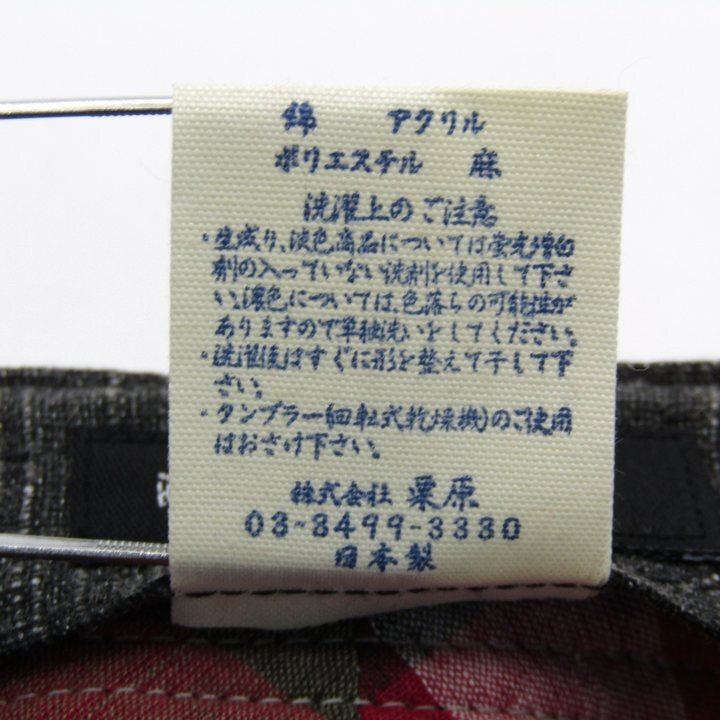 綿 アクリル
ポリエステル 麻
洗濯上のご注意
・生成り、淡色商品については蛍光増白
剤の入っていない洗剤を使用して下さ
い。濃色については、色落ちの可能性が
ありますので単独洗いをしてください。
・洗濯後はすぐに形を整えて干して下
さい。
・タンブラー(回転式乾燥機)のご使用
はおさけ下さい。
株式会社 栗原
03-3499-3330
日本製